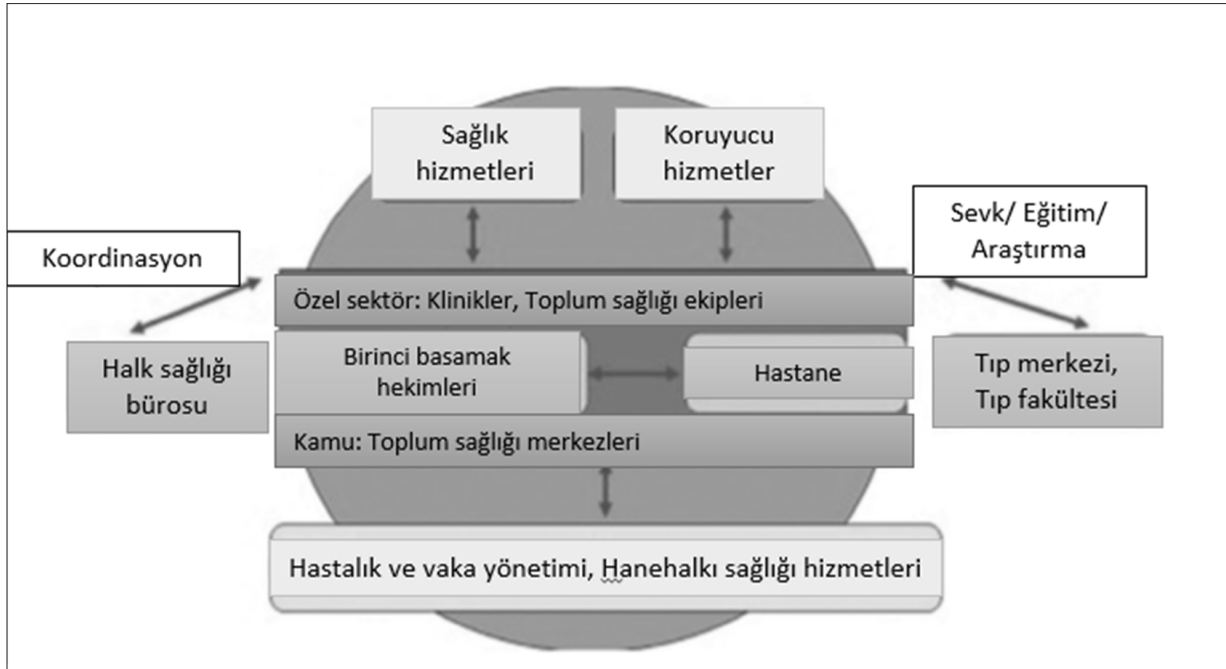 Sağlık
hizmetleri
Koruyucu
hizmetler
Koordinasyon
Sevk/ Eğitim/
Araştırma
Özel sektör: Klinikler, Toplum sağlığı ekipleri
Halk sağlığı
bürosu
Birinci basamak
hekimleri
Hastane
Tıp merkezi,
Tıp fakültesi
Kamu: Toplum sağlığı merkezleri
Hastalık ve vaka yönetimi, Hanehalkı sağlığı hizmetleri